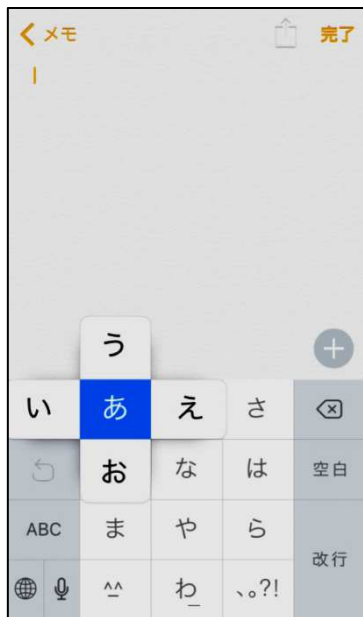 メモ 完了
う
い あ え さ
お な は 空白
ABC ま や ら
改行
^^ わ_ 、。?!